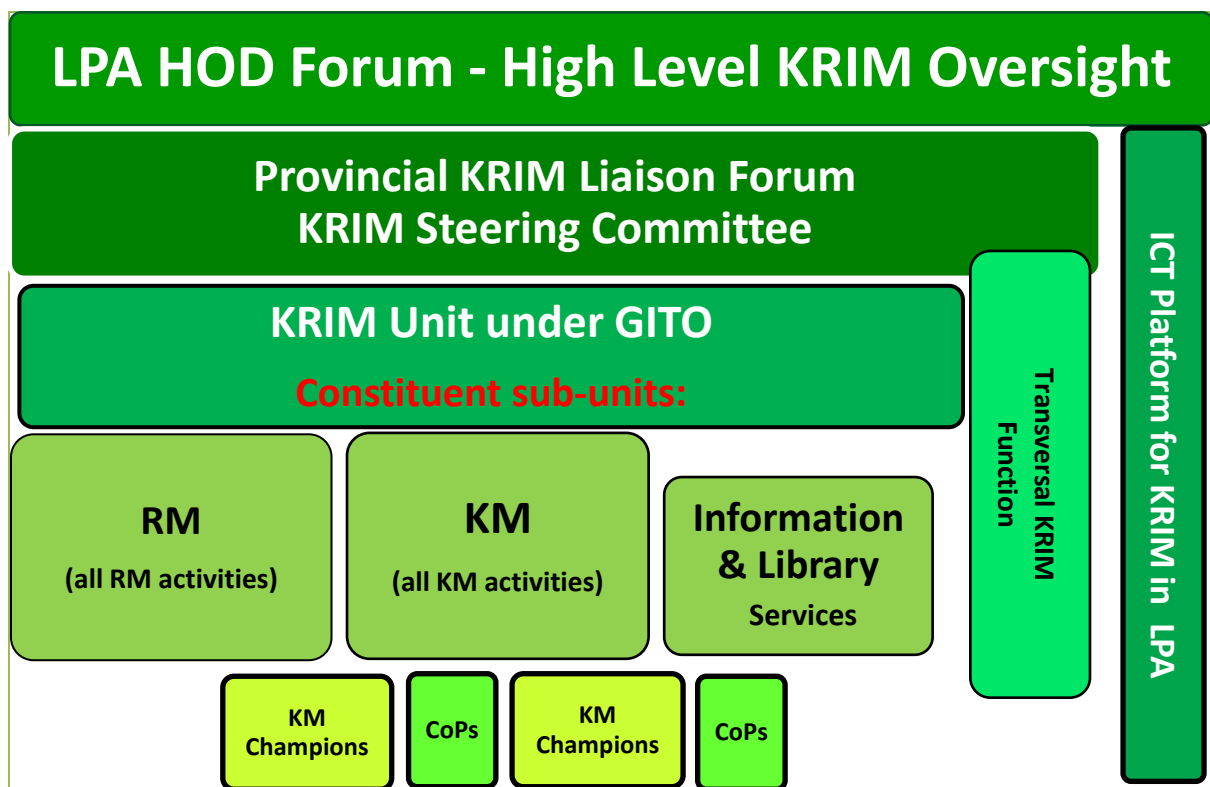 LPA HOD Forum - High Level KRIM Oversight
Provincial KRIM Liaison Forum
KRIM Steering Committee
KRIM Unit under GITO
Constituent sub-units:
RM
(all RM activities)
KM
(all KM activities)
Information
& Library
Services
Transversal KRIM
Function
ICT Platform for KRIM in LPA
KM
Champions
CoPs
KM
Champions
CoPs